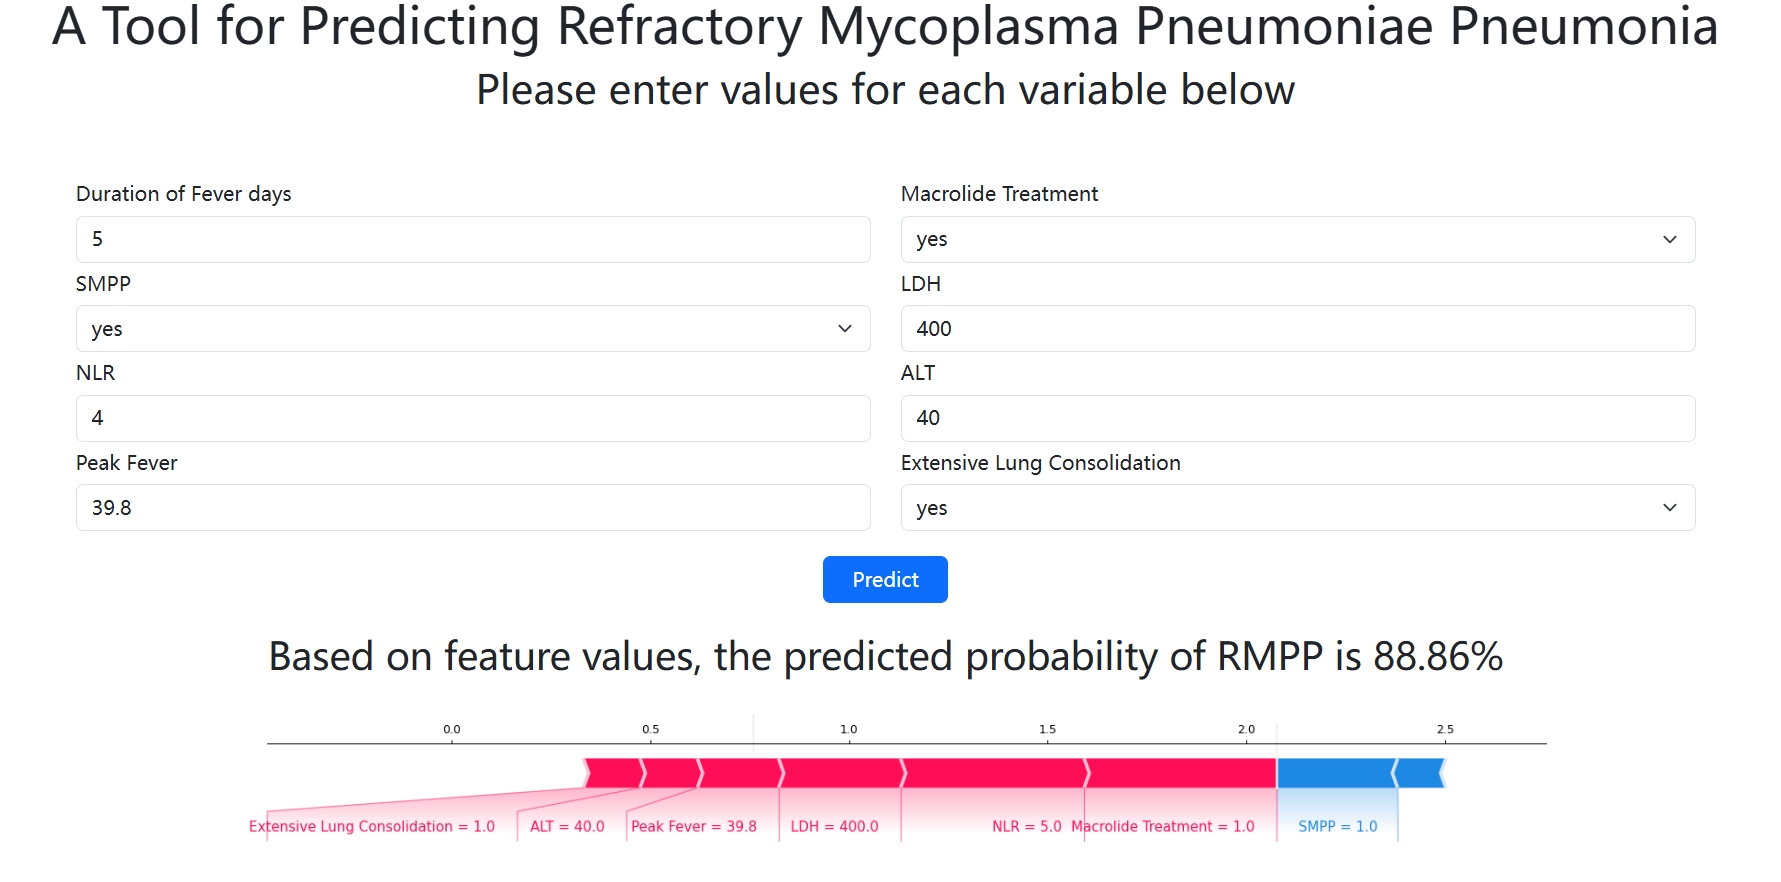 A Tool for Predicting Refractory Mycoplasma Pneumoniae Pneumonia
Please enter values for each variable below
Duration of Fever days
5
Macrolide Treatment
yes
SMPP
yes
LDH
400
NLR
4
ALT
40
Peak Fever
39.8
Extensive Lung Consolidation
yes
Predict
Based on feature values, the predicted probability of RMPP is 88.86%
0.0 0.5 1.0 1.5 2.0 2.5
Extensive Lung Consolidation = 1.0 ALT = 40.0 Peak Fever = 39.8 LDH = 400.0 NLR = 5.0 Macrolide Treatment = 1.0 SMPP = 1.0